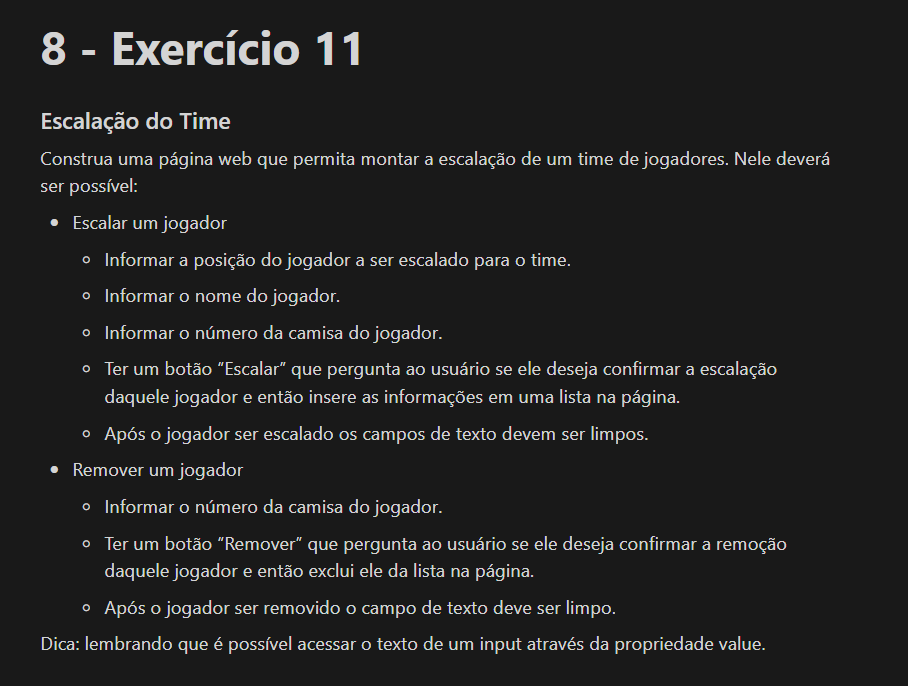 8 - Exercício 11
Escalação do Time
Construa uma página web que permita montar a escalação de um time de jogadores. Nele deverá
ser possível:
• Escalar um jogador
◦ Informar a posição do jogador a ser escalado para o time.
◦ Informar o nome do jogador.
◦ Informar o número da camisa do jogador.
◦ Ter um botão “Escalar” que pergunta ao usuário se ele deseja confirmar a escalação
daquele jogador e então insere as informações em uma lista na página.
◦ Após o jogador ser escalado os campos de texto devem ser limpos.
• Remover um jogador
◦ Informar o número da camisa do jogador.
◦ Ter um botão “Remover” que pergunta ao usuário se ele deseja confirmar a remoção
daquele jogador e então exclui ele da lista na página.
◦ Após o jogador ser removido o campo de texto deve ser limpo.
Dica: lembrando que é possível acessar o texto de um input através da propriedade value.